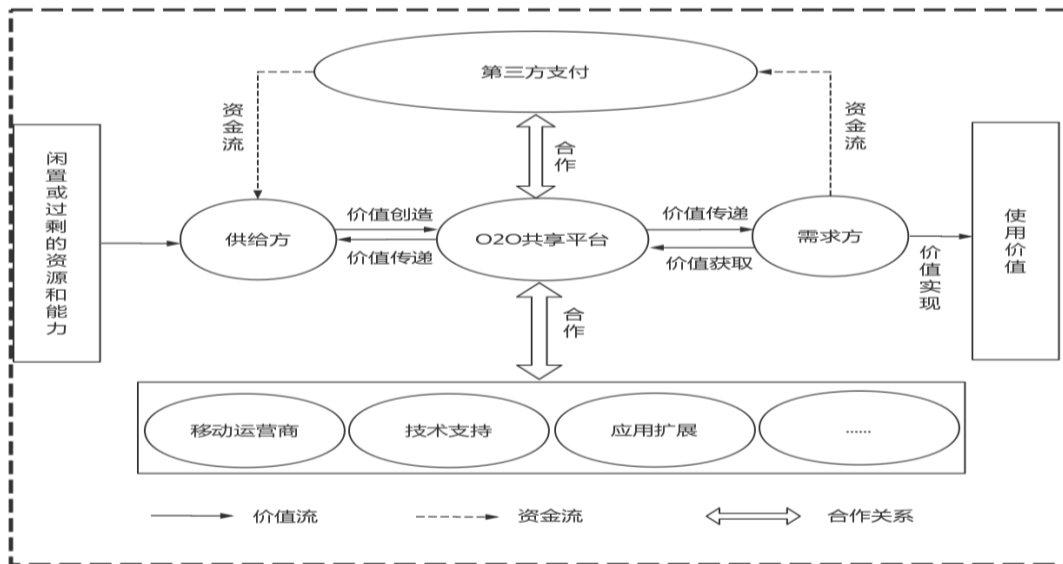 第三方支付
资金流
资金流
合作
闲置或过剩的资源和能力
供给方
价值创造
价值传递
O2O共享平台
价值传递
价值获取
需求方
价值实现
使用价值
合作
移动运营商
技术支持
应用扩展
......
价值流
资金流
合作关系